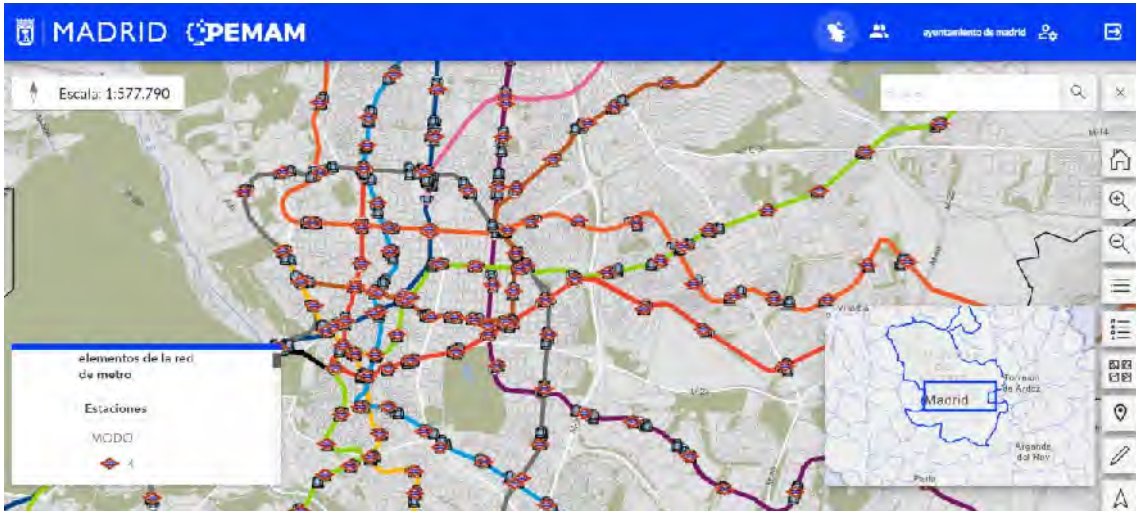 MADRID PEMAM
ayuntamiento de madrid
Escala: 1:577.790
elementos de la red
de metro
Estaciones
MODO
Madrid
Torrejón
de Ardoz
Arganda
del Rey
Parla